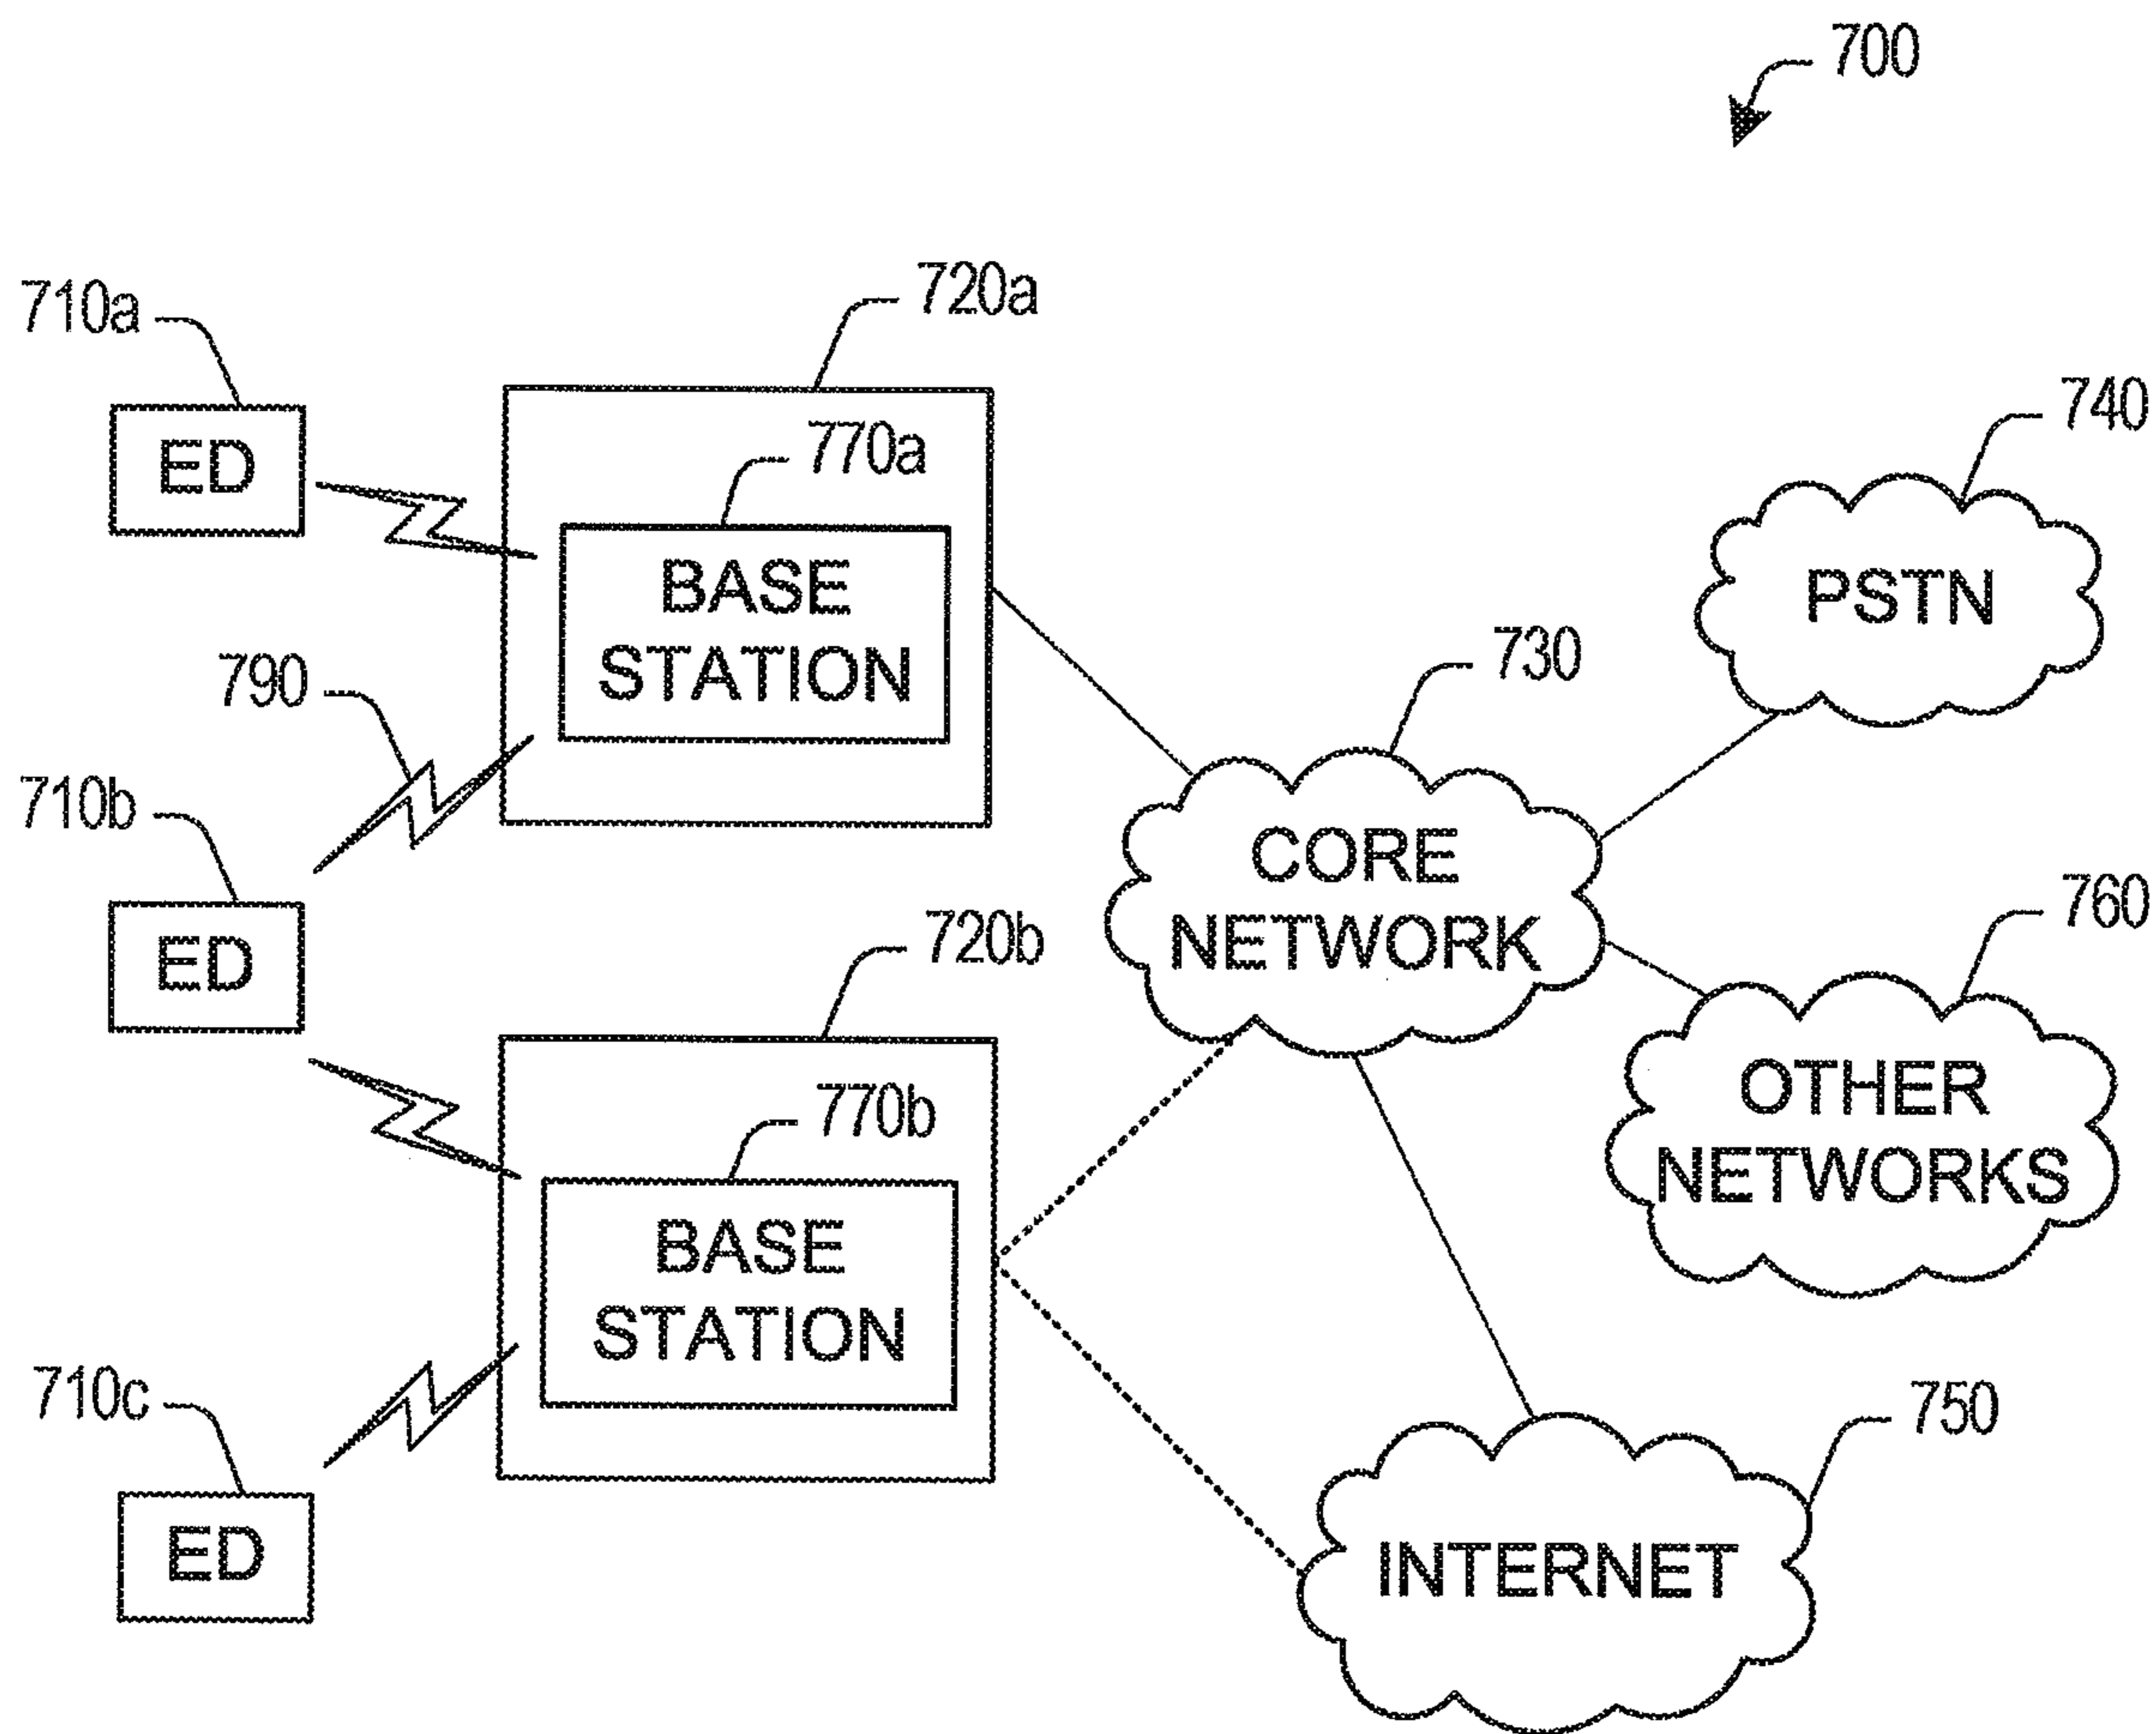 700
720a
710a
740
ED
770a
BASE
STATION
PSTN
730
790
710b
CORE
NETWORK
760
720b
ED
OTHER
NETWORKS
770b
BASE
STATION
710c
750
ED
INTERNET